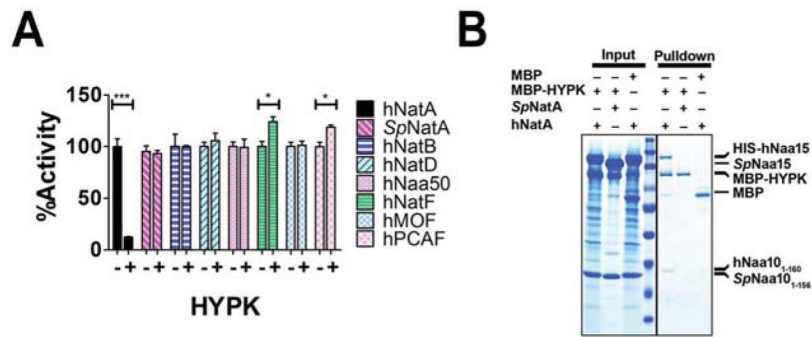 A
%Activity
150
100
50
0
***
*
*
- + - + - + - + - + - + - + - +
HYPK
hNatA
SpNatA
hNatB
hNatD
hNaa50
hNatF
hMOF
hPCAF
B
Input Pulldown
MBP – – + – – +
MBP-HYPK + + – + + –
SpNatA – + – – + –
hNatA + – + + – +
HIS-hNaa15
SpNaa15
MBP-HYPK
MBP
hNaa10₁₋₁₆₀
SpNaa10₁₋₁₅₆